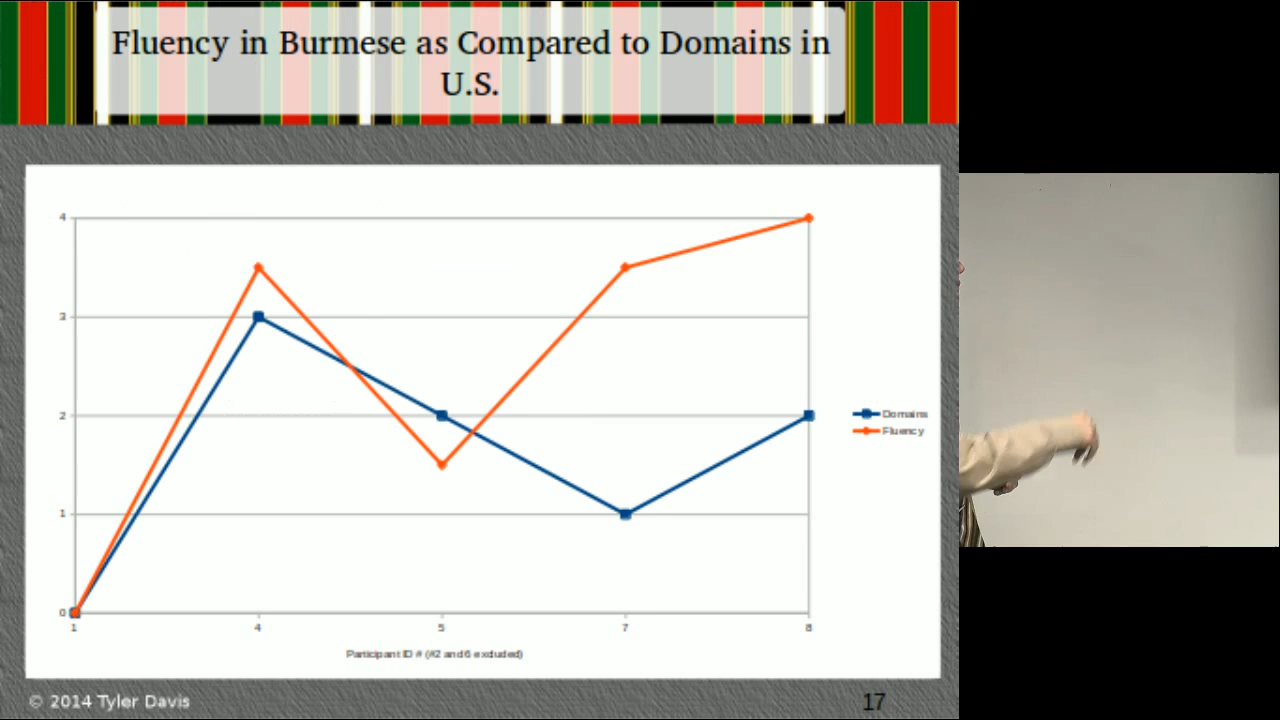 Fluency in Burmese as Compared to Domains in
U.S.
4
3
2
1
0
1 4 5 7 8
Participant ID # (#2 and 6 excluded)
Domains
Fluency
© 2014 Tyler Davis
17